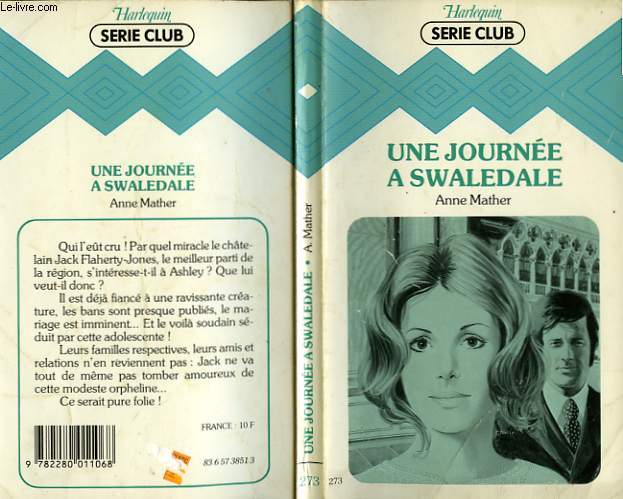 Le-livre.com
Harlequin
SERIE CLUB
UNE JOURNÉE
A SWALEDALE
Anne Mather
Qui l'eût cru ! Par quel miracle le châte-
lain Jack Flaherty-Jones, le meilleur parti de
la région, s'intéresse-t-il à Ashley ? Que lui
veut-il donc ?
Il est déjà fiancé à une ravissante créa-
ture, les bans sont presque publiés, le ma-
riage est imminent... Et le voilà soudain sé-
duit par cette adolescente !
Leurs familles respectives, leurs amis et
relations n'en reviennent pas : Jack ne va
tout de même pas tomber amoureux de
cette modeste orpheline...
Ce serait pure folie !
FRANCE : 10 F
9 782280 011068
83.6.57.3851.3
UNE JOURNÉE A SWALEDALE • A. Mather
273
Harlequin
SERIE CLUB
UNE JOURNÉE
A SWALEDALE
Anne Mather
273